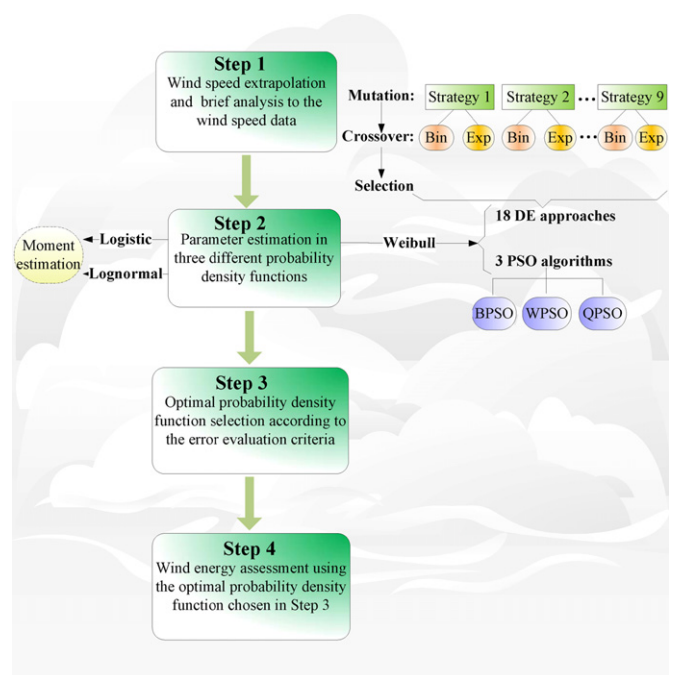 Step 1
Wind speed extrapolation
and brief analysis to the
wind speed data
Mutation: Strategy 1 Strategy 2 ••• Strategy 9
Crossover: Bin Exp Bin Exp ••• Bin Exp
Selection
Step 2
Parameter estimation in
three different probability
density functions
Logistic
Lognormal
Moment
estimation
Weibull
18 DE approaches
3 PSO algorithms
BPSO WPSO QPSO
Step 3
Optimal probability density
function selection according to
the error evaluation criteria
Step 4
Wind energy assessment using
the optimal probability density
function chosen in Step 3